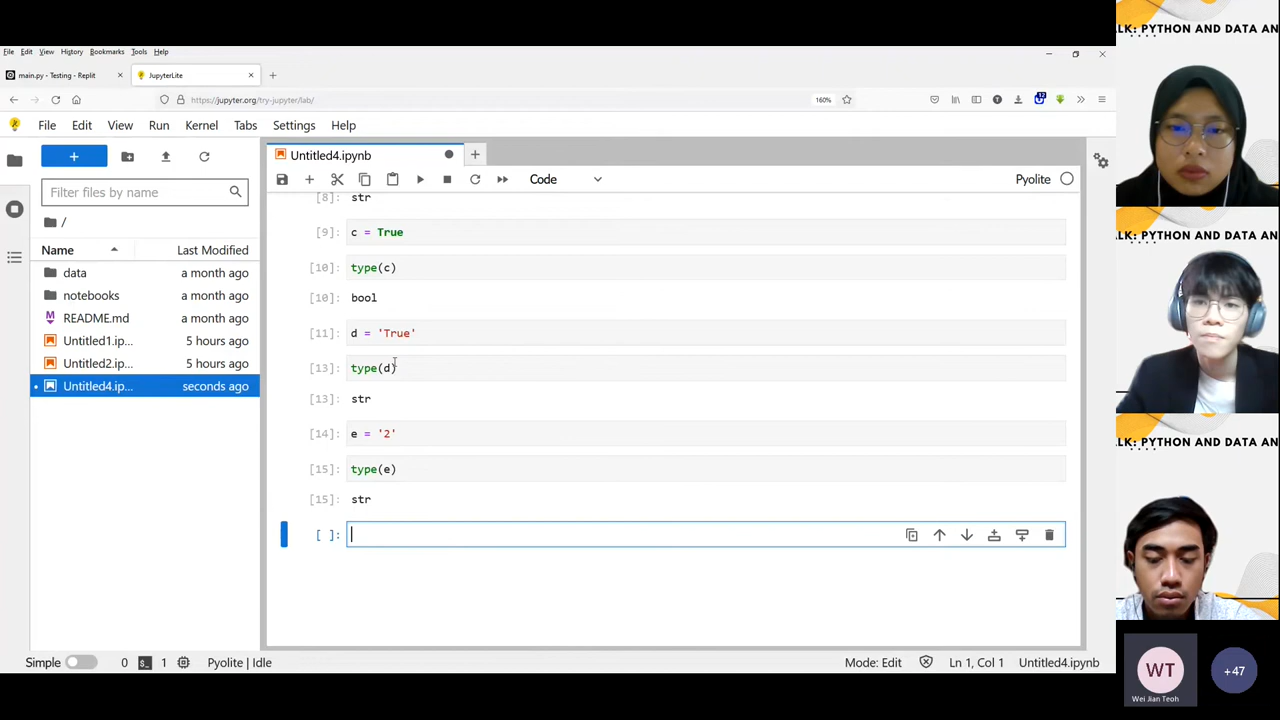 File Edit View History Bookmarks Tools Help
main.py - Testing - Replit
JupyterLite
https://jupyter.org/try-jupyter/lab/
160%
File Edit View Run Kernel Tabs Settings Help
Filter files by name
/
Name Last Modified
data a month ago
notebooks a month ago
README.md a month ago
Untitled1.ip... 5 hours ago
Untitled2.ip... 5 hours ago
Untitled4.ip... seconds ago
Untitled4.ipynb
Code
Pyolite
[8]: str
[9]: c = True
[10]: type(c)
[10]: bool
[11]: d = 'True'
[13]: type(d)
[13]: str
[14]: e = '2'
[15]: type(e)
[15]: str
[ ]:
Simple 0 1 Pyolite | Idle
Mode: Edit Ln 1, Col 1 Untitled4.ipynb
LK: PYTHON AND DATA AN
LK: PYTHON AND DATA AN
LK: PYTHON AND DATA AN
WT
Wei Jian Teoh
+47